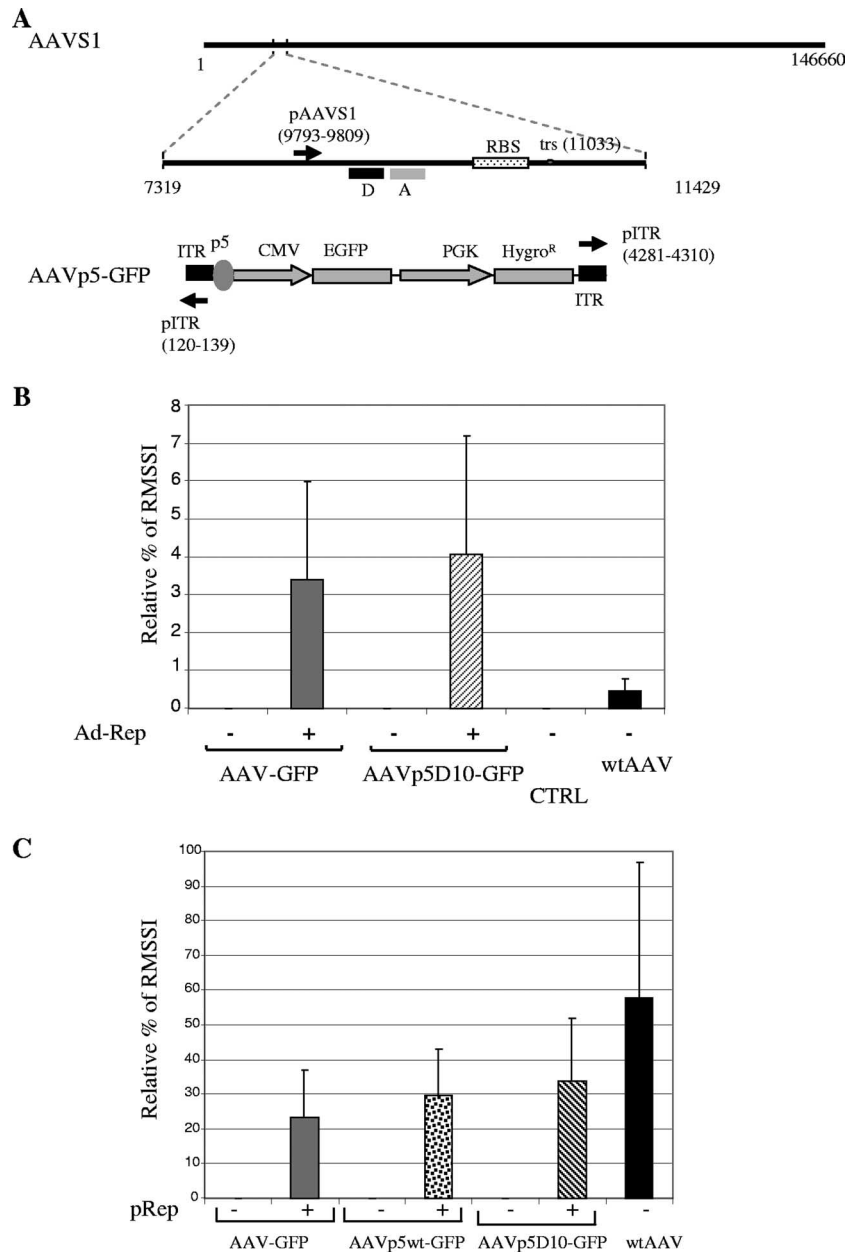 A
AAVS1
1
146660
pAAVS1
(9793-9809)
RBS
trs (11033)
7319
D
A
11429
AAVp5-GFP
ITR
p5
CMV
EGFP
PGK
Hygroᴿ
pITR
(4281-4310)
ITR
pITR
(120-139)
B
Relative % of RMSSI
8
7
6
5
4
3
2
1
0
Ad-Rep
- + - + - -
AAV-GFP
AAVp5D10-GFP
CTRL
wtAAV
C
Relative % of RMSSI
100
90
80
70
60
50
40
30
20
10
0
pRep
- + - + - + -
AAV-GFP
AAVp5wt-GFP
AAVp5D10-GFP
wtAAV